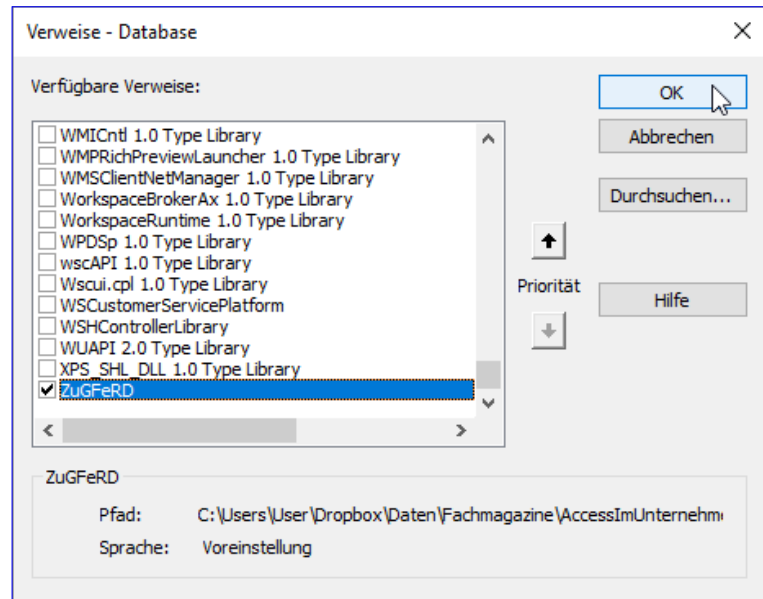 Verweise - Database
Verfügbare Verweise:
OK
WMICntl 1.0 Type Library
WMPRichPreviewLauncher 1.0 Type Library
WMSClientNetManager 1.0 Type Library
WorkspaceBrokerAx 1.0 Type Library
WorkspaceRuntime 1.0 Type Library
WPDSp 1.0 Type Library
wscAPI 1.0 Type Library
Wscui.cpl 1.0 Type Library
WSCustomerServicePlatform
WSHControllerLibrary
WUAPI 2.0 Type Library
XPS_SHL_DLL 1.0 Type Library
ZuGFeRD
Abbrechen
Durchsuchen...
Priorität
Hilfe
ZuGFeRD
Pfad: C:\Users\User\Dropbox\Daten\Fachmagazine\AccessImUnternehm
Sprache: Voreinstellung